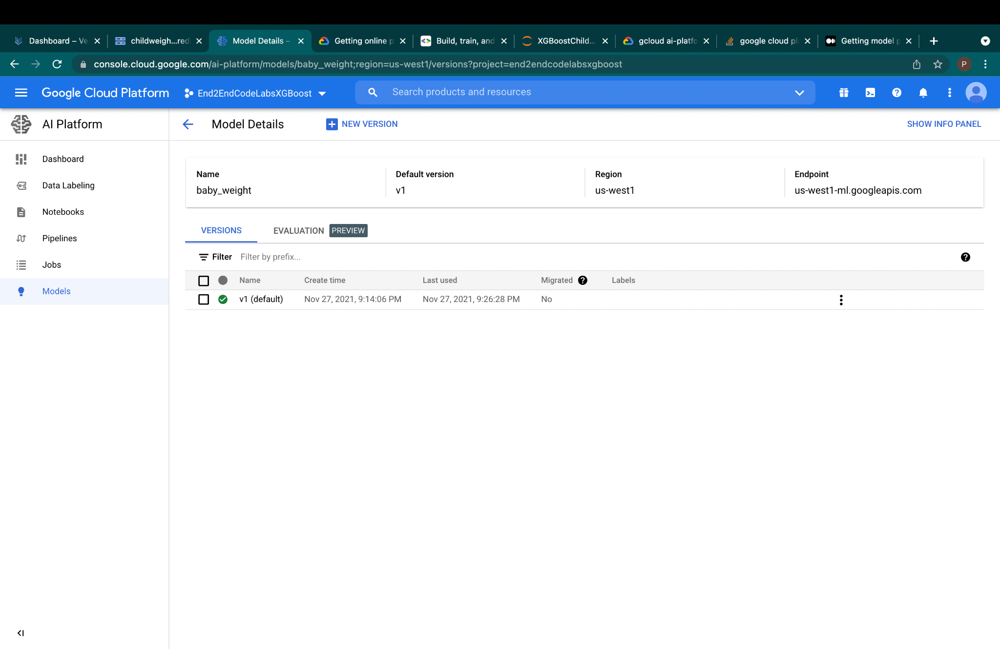 Dashboard – Ve
childweigh...red
Model Details –
Getting online p
Build, train, and
XGBoostChild...
gcloud ai-platfo
google cloud pl
Getting model p
console.cloud.google.com/ai-platform/models/baby_weight;region=us-west1/versions?project=end2endcodelabsxgboost
P
Google Cloud Platform
End2EndCodeLabsXGBoost
Search products and resources
AI Platform
Model Details
NEW VERSION
SHOW INFO PANEL
Dashboard
Data Labeling
Notebooks
Pipelines
Jobs
Models
Name
baby_weight
Default version
v1
Region
us-west1
Endpoint
us-west1-ml.googleapis.com
VERSIONS
EVALUATION PREVIEW
Filter Filter by prefix...
Name Create time Last used Migrated Labels
v1 (default) Nov 27, 2021, 9:14:06 PM Nov 27, 2021, 9:26:28 PM No